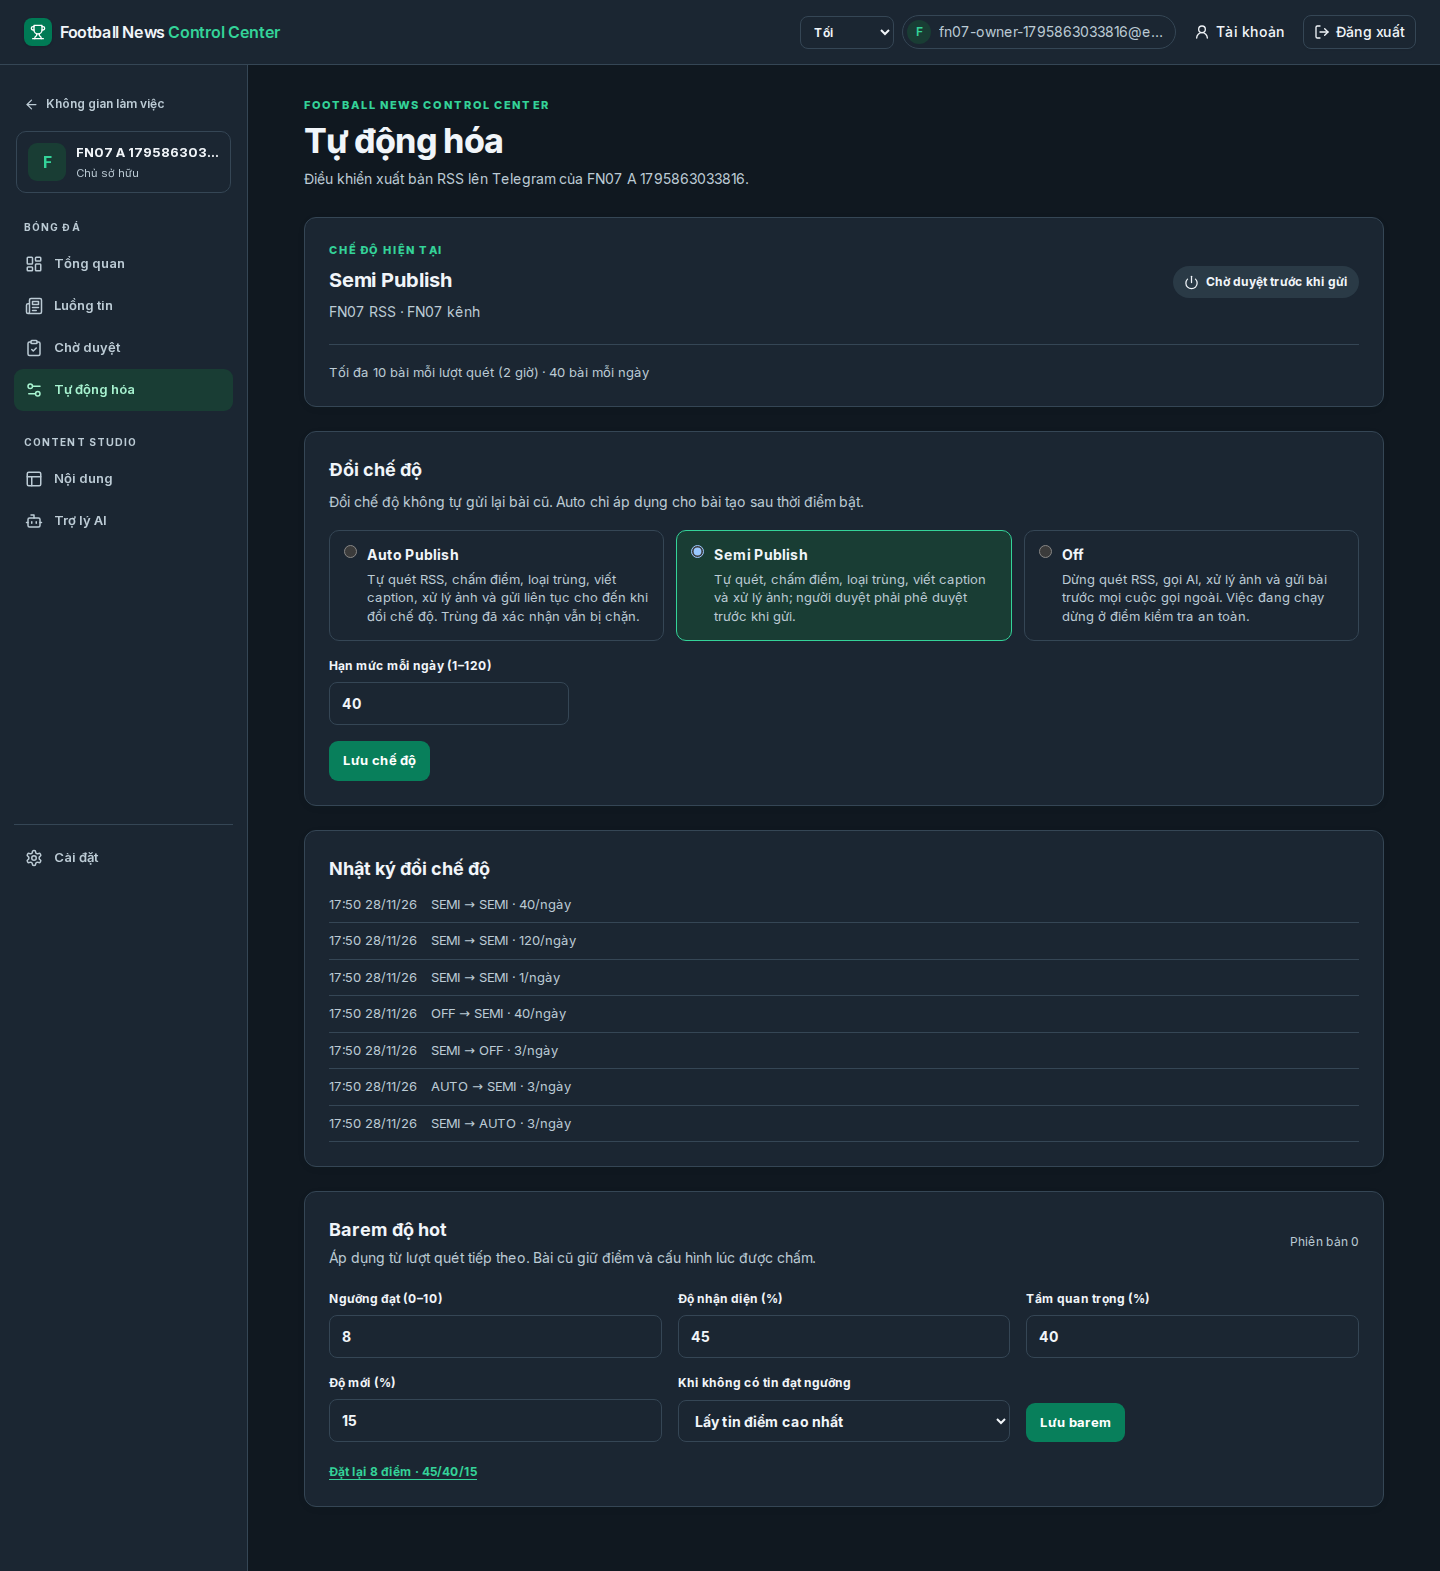 Football News Control Center
Tối
F
fn07-owner-1795863033816@e...
Tài khoản
Đăng xuất
Không gian làm việc
F
FN07 A 179586303...
Chủ sở hữu
BÓNG ĐÁ
Tổng quan
Luồng tin
Chờ duyệt
Tự động hóa
CONTENT STUDIO
Nội dung
Trợ lý AI
Cài đặt
FOOTBALL NEWS CONTROL CENTER
Tự động hóa
Điều khiển xuất bản RSS lên Telegram của FN07 A 1795863033816.
CHẾ ĐỘ HIỆN TẠI
Semi Publish
FN07 RSS · FN07 kênh
Chờ duyệt trước khi gửi
Tối đa 10 bài mỗi lượt quét (2 giờ) · 40 bài mỗi ngày
Đổi chế độ
Đổi chế độ không tự gửi lại bài cũ. Auto chỉ áp dụng cho bài tạo sau thời điểm bật.
Auto Publish
Tự quét RSS, chấm điểm, loại trùng, viết
caption, xử lý ảnh và gửi liên tục cho đến khi
đổi chế độ. Trùng đã xác nhận vẫn bị chặn.
Semi Publish
Tự quét, chấm điểm, loại trùng, viết caption
và xử lý ảnh; người duyệt phải phê duyệt
trước khi gửi.
Off
Dừng quét RSS, gọi AI, xử lý ảnh và gửi bài
trước mọi cuộc gọi ngoài. Việc đang chạy
dừng ở điểm kiểm tra an toàn.
Hạn mức mỗi ngày (1–120)
40
Lưu chế độ
Nhật ký đổi chế độ
17:50 28/11/26 SEMI → SEMI · 40/ngày
17:50 28/11/26 SEMI → SEMI · 120/ngày
17:50 28/11/26 SEMI → SEMI · 1/ngày
17:50 28/11/26 OFF → SEMI · 40/ngày
17:50 28/11/26 SEMI → OFF · 3/ngày
17:50 28/11/26 AUTO → SEMI · 3/ngày
17:50 28/11/26 SEMI → AUTO · 3/ngày
Barem độ hot
Áp dụng từ lượt quét tiếp theo. Bài cũ giữ điểm và cấu hình lúc được chấm.
Phiên bản 0
Ngưỡng đạt (0–10)
8
Độ nhận diện (%)
45
Tầm quan trọng (%)
40
Độ mới (%)
15
Khi không có tin đạt ngưỡng
Lấy tin điểm cao nhất
Lưu barem
Đặt lại 8 điểm · 45/40/15